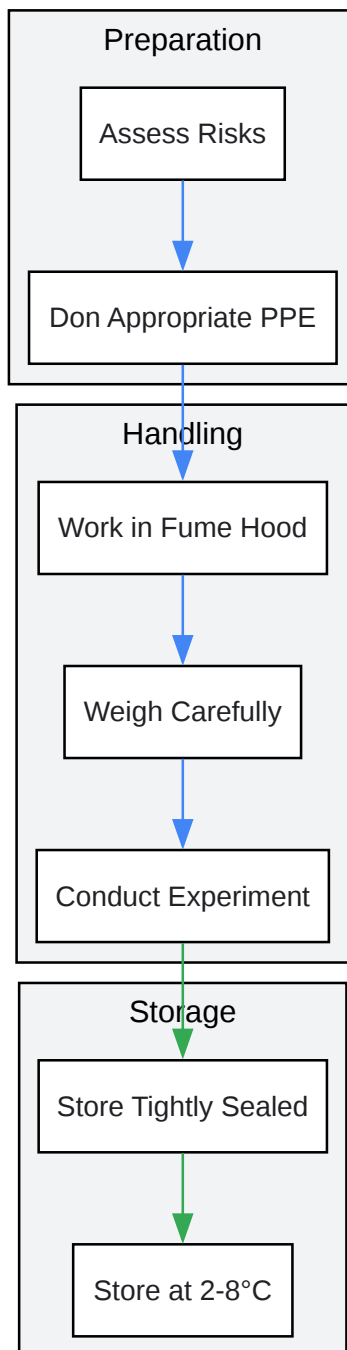 Preparation
Assess Risks
Don Appropriate PPE
Handling
Work in Fume Hood
Weigh Carefully
Conduct Experiment
Storage
Store Tightly Sealed
Store at 2-8°C